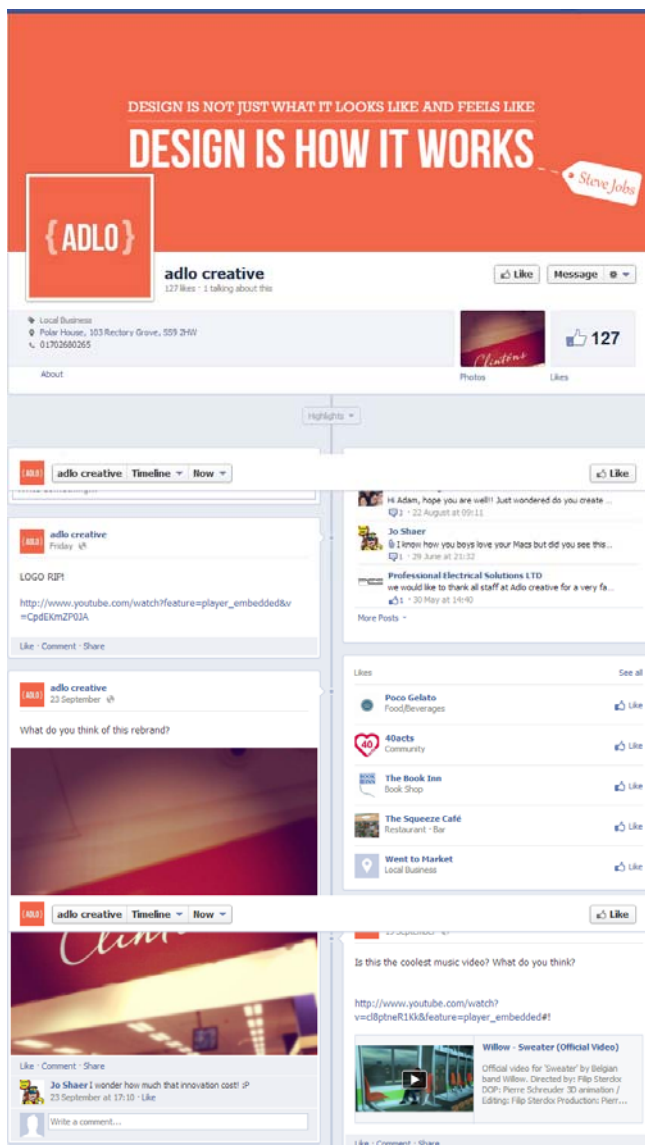 DESIGN IS NOT JUST WHAT IT LOOKS LIKE AND FEELS LIKE
DESIGN IS HOW IT WORKS
Steve Jobs
{ADLO}
adlo creative
127 likes · 1 talking about this
Like
Message
Local Business
Polar House, 103 Rectory Grove, SS9 2HW
01702680265
About
Clintons
Photos
127
Likes
Highlights
{ADLO}
adlo creative
Timeline
Now
Like
Hi Adam, hope you are well!! Just wondered do you create ...
1 · 22 August at 09:11
Jo Shaer
I know how you boys love your Macs but did you see this...
1 · 29 June at 21:32
Professional Electrical Solutions LTD
we would like to thank all staff at Adlo creative for a very fa...
1 · 30 May at 14:40
More Posts
{ADLO}
adlo creative
Friday
LOGO RIP!
http://www.youtube.com/watch?feature=player_embedded&v
=CpdEKmZP0JA
Like · Comment · Share
{ADLO}
adlo creative
23 September
What do you think of this rebrand?
Likes
See all
Poco Gelato
Food/Beverages
Like
40
40acts
Community
Like
The Book Inn
Book Shop
Like
The Squeeze Café
Restaurant · Bar
Like
Went to Market
Local Business
Like
{ADLO}
adlo creative
Timeline
Now
Like
Like · Comment · Share
Jo Shaer I wonder how much that innovation cost! :P
23 September at 17:10 · Like
Write a comment...
Is this the coolest music video? What do you think?
http://www.youtube.com/watch?
v=cl8ptneR1Kk&feature=player_embedded#!
Willow - Sweater (Official Video)
Official video for 'Sweater' by Belgian
band Willow. Directed by: Filip Sterckx
DOP: Pierre Schreuder 3D animation /
Editing: Filip Sterckx Production: Pierr...
Like · Comment · Share